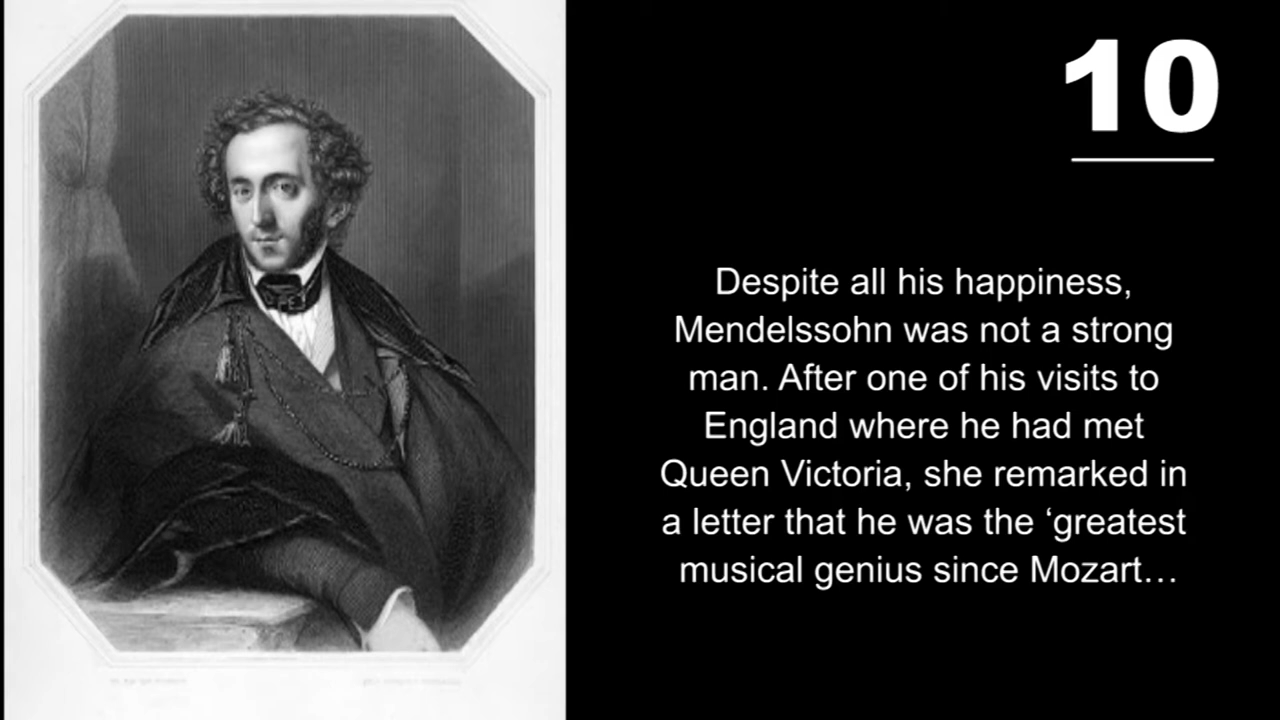 10
Despite all his happiness,
Mendelssohn was not a strong
man. After one of his visits to
England where he had met
Queen Victoria, she remarked in
a letter that he was the ‘greatest
musical genius since Mozart…